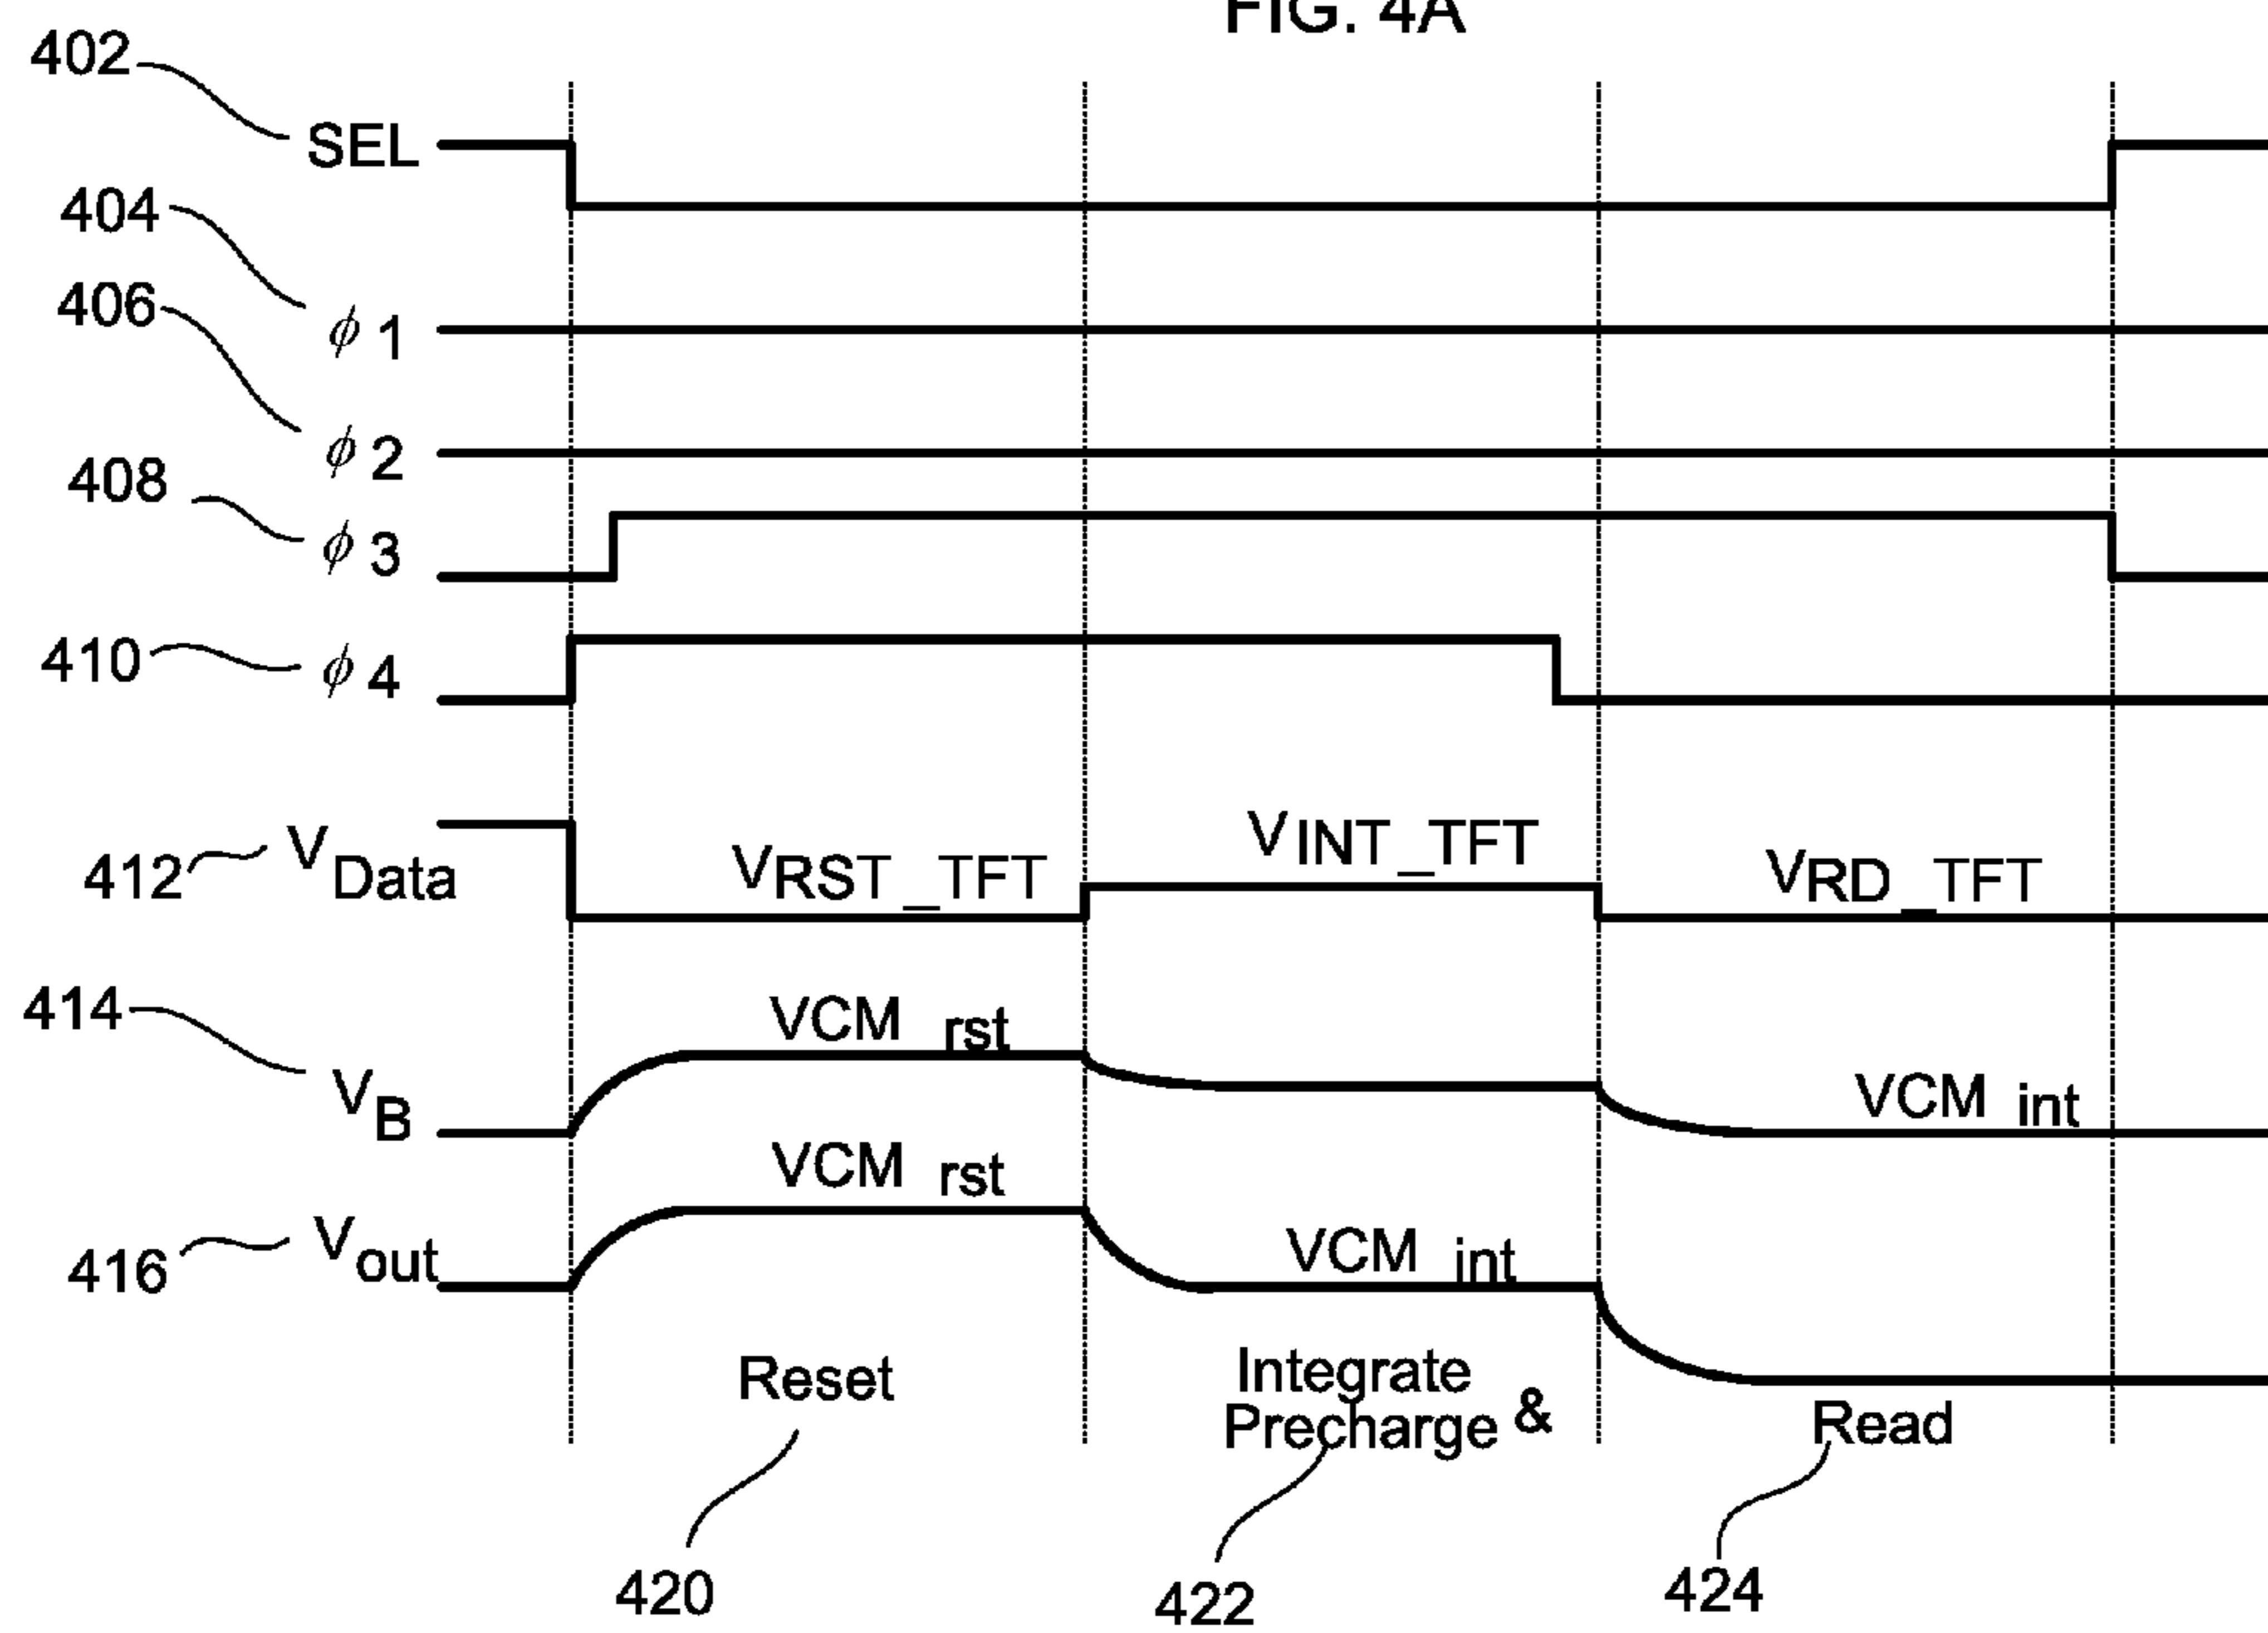 FIG. 4A
402
SEL
404
ϕ 1
406
ϕ 2
408
ϕ 3
410
ϕ 4
412
V Data
VRST_TFT
VINT_TFT
VRD_TFT
414
VB
VCM rst
VCM int
416
Vout
VCM rst
VCM int
Reset
Integrate
Precharge &
Read
420
422
424